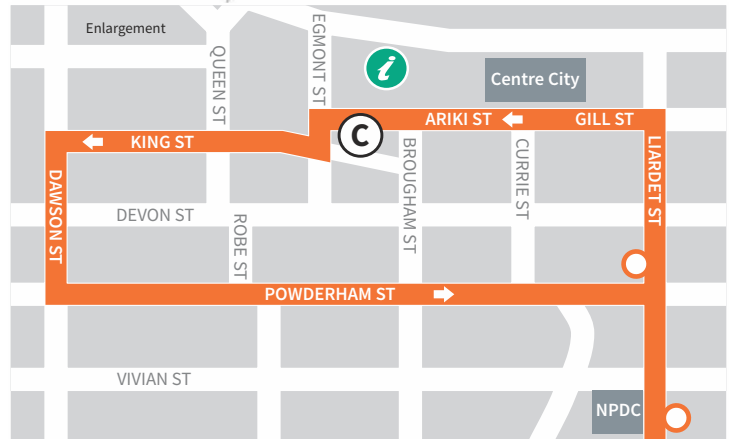 Enlargement
EGMONT ST
QUEEN ST
i
Centre City
ARIKI ST
GILL ST
C
KING ST
LIARDET ST
BROUGHAM ST
CURRIE ST
DAWSON ST
DEVON ST
ROBE ST
POWDERHAM ST
VIVIAN ST
NPDC